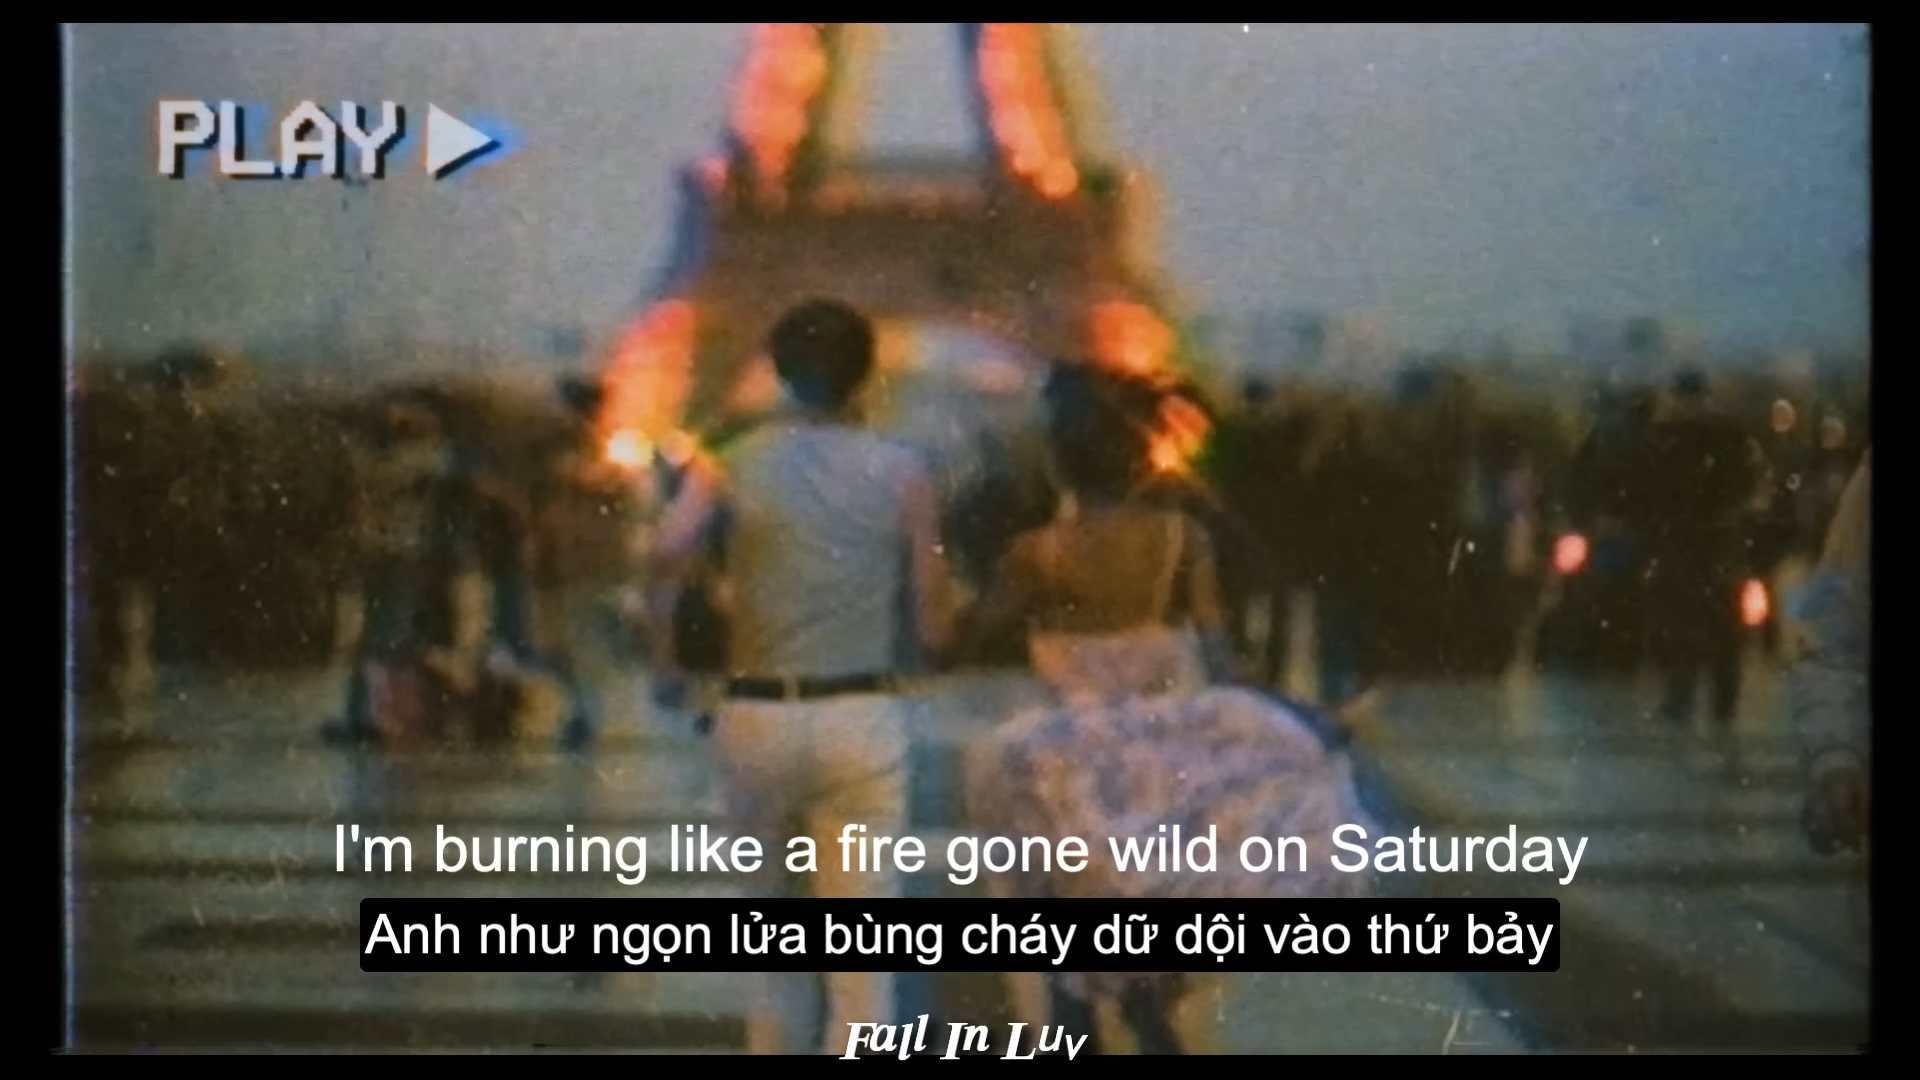 PLAY
I'm burning like a fire gone wild on Saturday
Anh như ngọn lửa bùng cháy dữ dội vào thứ bảy
Fall In Luv